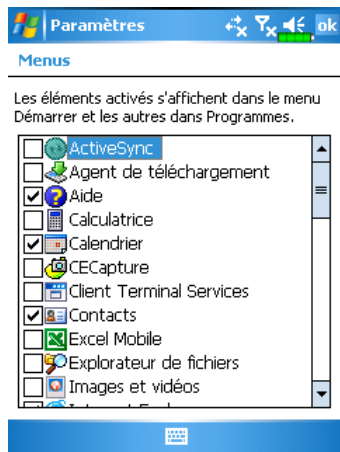 Paramètres
ok
Menus
Les éléments activés s'affichent dans le menu
Démarrer et les autres dans Programmes.
ActiveSync
Agent de téléchargement
Aide
Calculatrice
Calendrier
CECapture
Client Terminal Services
Contacts
Excel Mobile
Explorateur de fichiers
Images et vidéos